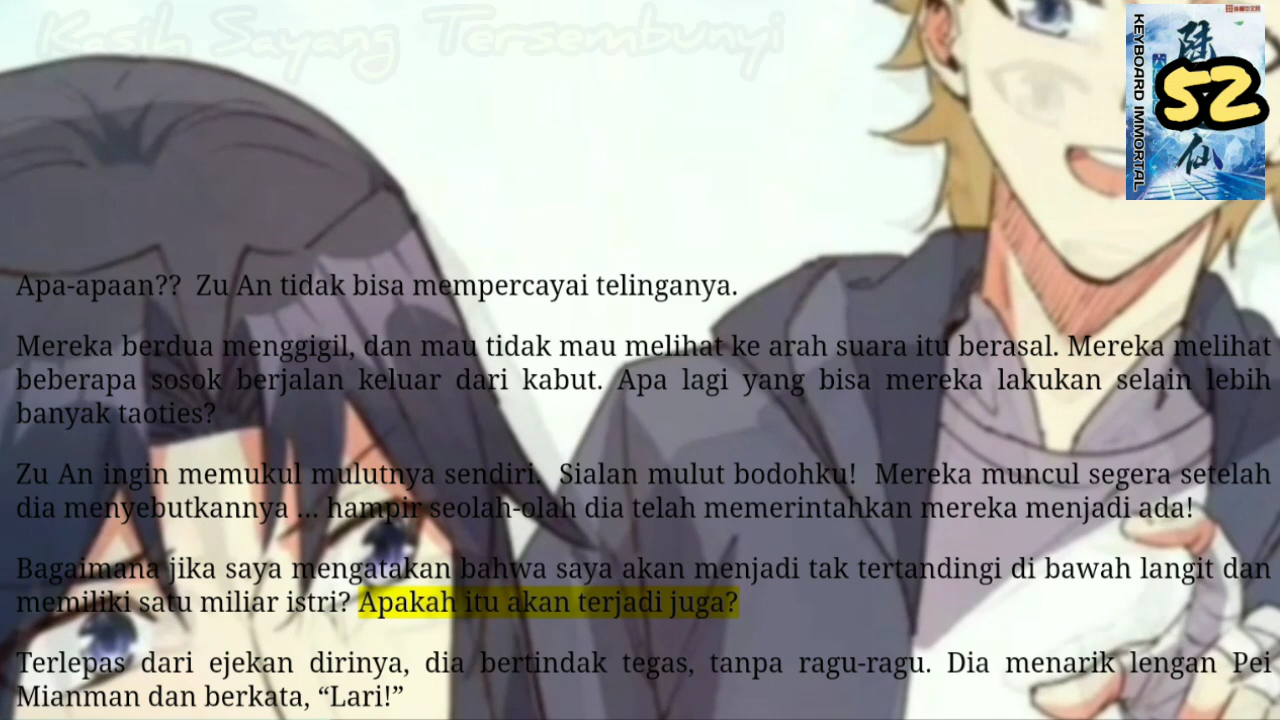 Kasih Sayang Tersembunyi
KEYBOARD IMMORTAL
陆
仙
52
Apa-apaan?? Zu An tidak bisa mempercayai telinganya.
Mereka berdua menggigil, dan mau tidak mau melihat ke arah suara itu berasal. Mereka melihat
beberapa sosok berjalan keluar dari kabut. Apa lagi yang bisa mereka lakukan selain lebih
banyak taoties?
Zu An ingin memukul mulutnya sendiri. Sialan mulut bodohku! Mereka muncul segera setelah
dia menyebutkannya ... hampir seolah-olah dia telah memerintahkan mereka menjadi ada!
Bagaimana jika saya mengatakan bahwa saya akan menjadi tak tertandingi di bawah langit dan
memiliki satu miliar istri? Apakah itu akan terjadi juga?
Terlepas dari ejekan dirinya, dia bertindak tegas, tanpa ragu-ragu. Dia menarik lengan Pei
Mianman dan berkata, “Lari!”